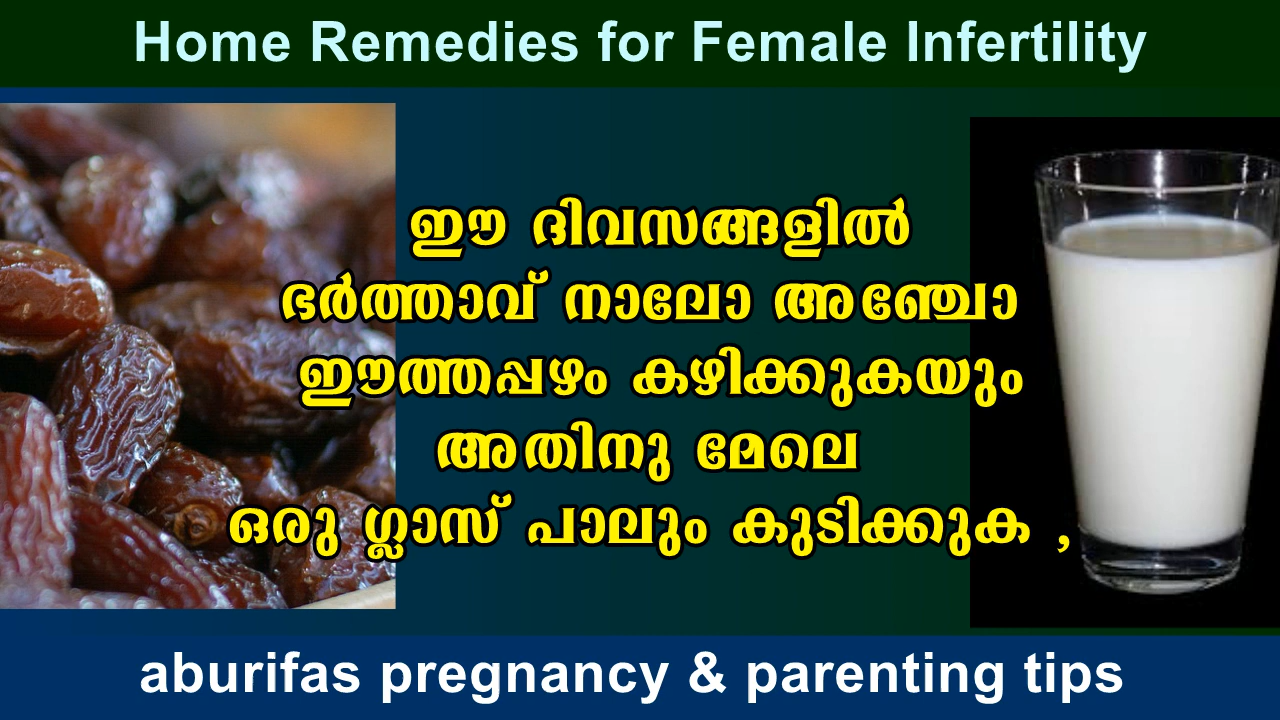 Home Remedies for Female Infertility
ഈ ദിവസങ്ങളിൽ
ഭർത്താവ് നാലോ അഞ്ചോ
ഈത്തപ്പഴം കഴിക്കുകയും
അതിനു മേലെ
ഒരു ഗ്ലാസ് പാലും കുടിക്കുക ,
aburifas pregnancy & parenting tips